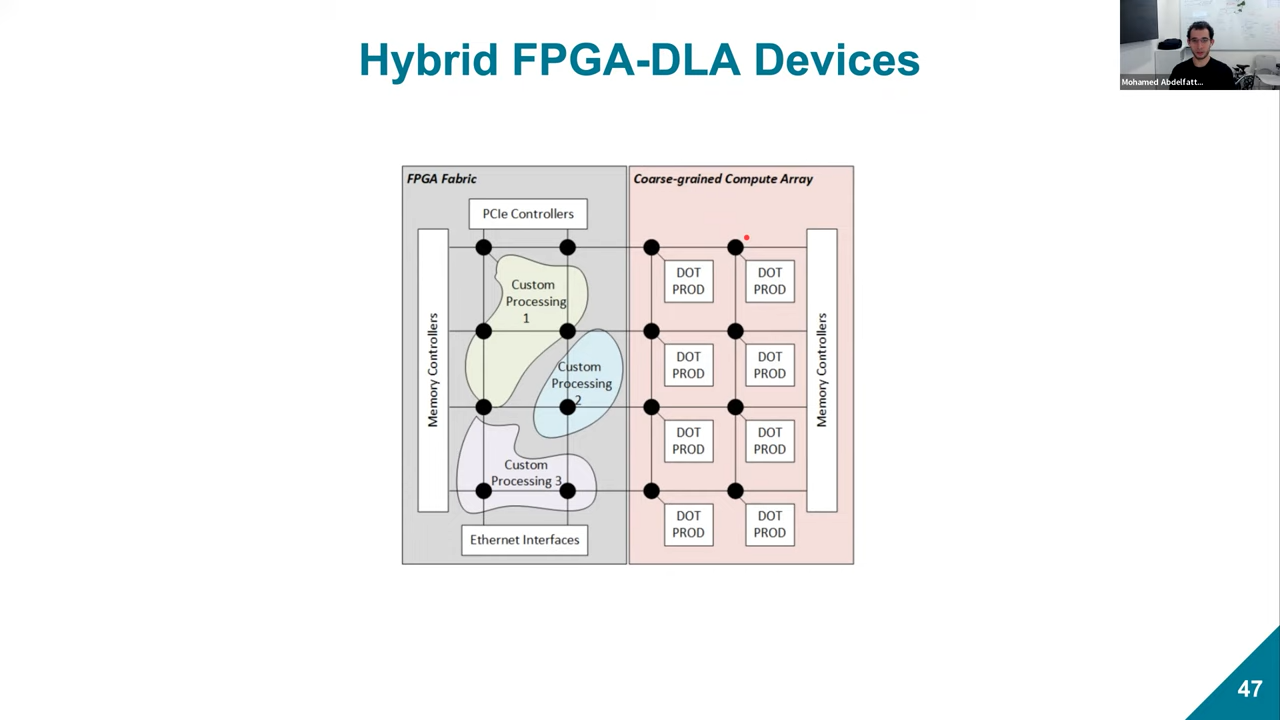 Hybrid FPGA-DLA Devices
Mohamed Abdelfatt...
FPGA Fabric
Coarse-grained Compute Array
PCIe Controllers
Memory Controllers
Custom
Processing
1
Custom
Processing
2
Custom
Processing 3
Ethernet Interfaces
DOT
PROD
DOT
PROD
DOT
PROD
DOT
PROD
DOT
PROD
DOT
PROD
DOT
PROD
DOT
PROD
Memory Controllers
47